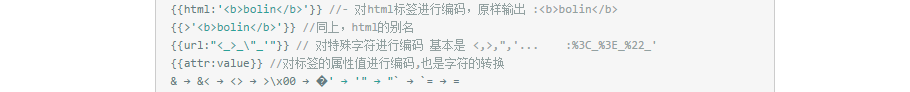 {{html:'<b>bolin</b>'}} //- 对html标签进行编码，原样输出 :<b>bolin</b>
{{>'<b>bolin</b>'}} //同上，html的别名
{{url:"<_>_\"_'"}} // 对特殊字符进行编码 基本是 <,>,",'...    :%3C_%3E_%22_'
{{attr:value}} //对标签的属性值进行编码,也是字符的转换
& → &< → <> → >\x00 → �' → '" → "` → `= → =